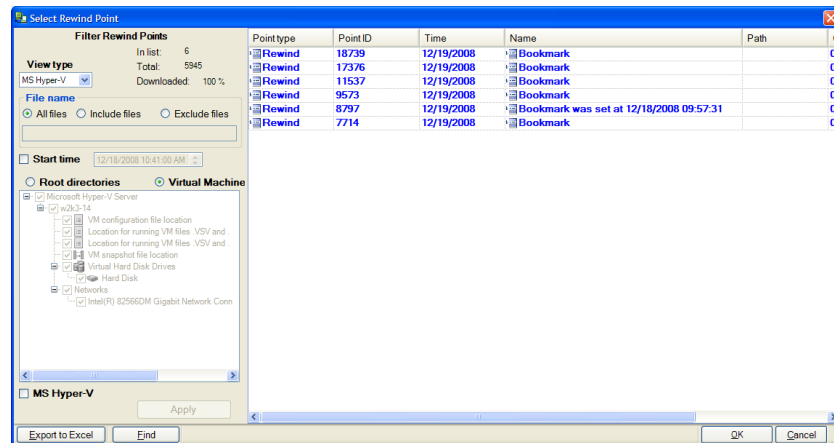 Select Rewind Point
Filter Rewind Points
In list: 6
View type
Total: 5945
MS Hyper-V
Downloaded: 100 %
File name
All files Include files Exclude files
Start time 12/18/2008 10:41:00 AM
Root directories Virtual Machine
Microsoft Hyper-V Server
w2k3-14
VM configuration file location
Location for running VM files .VSV and .
Location for running VM files .VSV and .
VM snapshot file location
Virtual Hard Disk Drives
Hard Disk
Networks
Intel(R) 82566DM Gigabit Network Conn
MS Hyper-V
Apply
Point type Point ID Time Name Path
Rewind 18739 12/19/2008 Bookmark
Rewind 17376 12/19/2008 Bookmark
Rewind 11537 12/19/2008 Bookmark
Rewind 9573 12/19/2008 Bookmark
Rewind 8797 12/19/2008 Bookmark was set at 12/18/2008 09:57:31
Rewind 7714 12/19/2008 Bookmark
Export to Excel Find OK Cancel